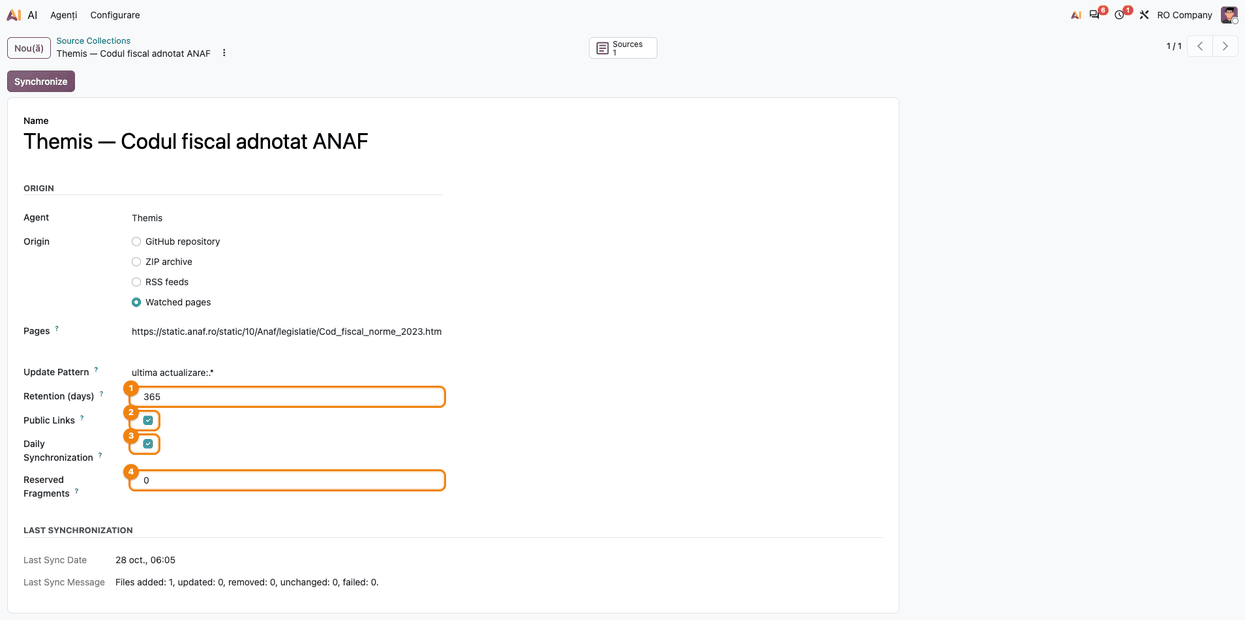 AI AI Agenți Configurare 6 1 RO Company
Nou(ă) Source Collections
Themis — Codul fiscal adnotat ANAF
Sources
1
1 / 1
Synchronize
Name
Themis — Codul fiscal adnotat ANAF
ORIGIN
Agent Themis
Origin GitHub repository
ZIP archive
RSS feeds
Watched pages
Pages ? https://static.anaf.ro/static/10/Anaf/legislatie/Cod_fiscal_norme_2023.htm
Update Pattern ? ultima actualizare:.*
1
Retention (days) ? 365
2
Public Links ?
3
Daily
Synchronization ?
4
Reserved 0
Fragments ?
LAST SYNCHRONIZATION
Last Sync Date 28 oct., 06:05
Last Sync Message Files added: 1, updated: 0, removed: 0, unchanged: 0, failed: 0.